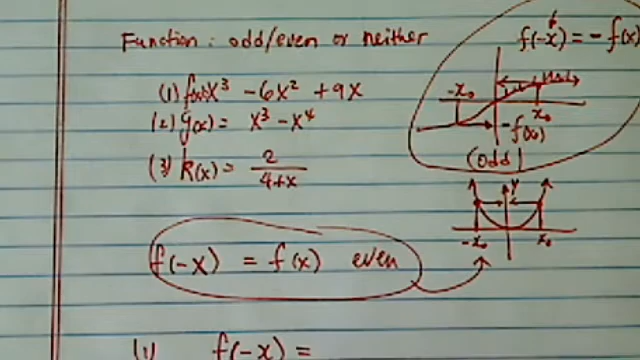 Function : odd/even or neither
f(-x) = - f(x)
(1) f(x) x³ - 6x² + 9x
(2) g(x) = x³ - x⁴
(3) k(x) = 2/(4+x)
-x₀
x₀
-f(x₀)
(odd)
y
-x₀ x₀
f(-x) = f(x) even
(1) f(-x) =